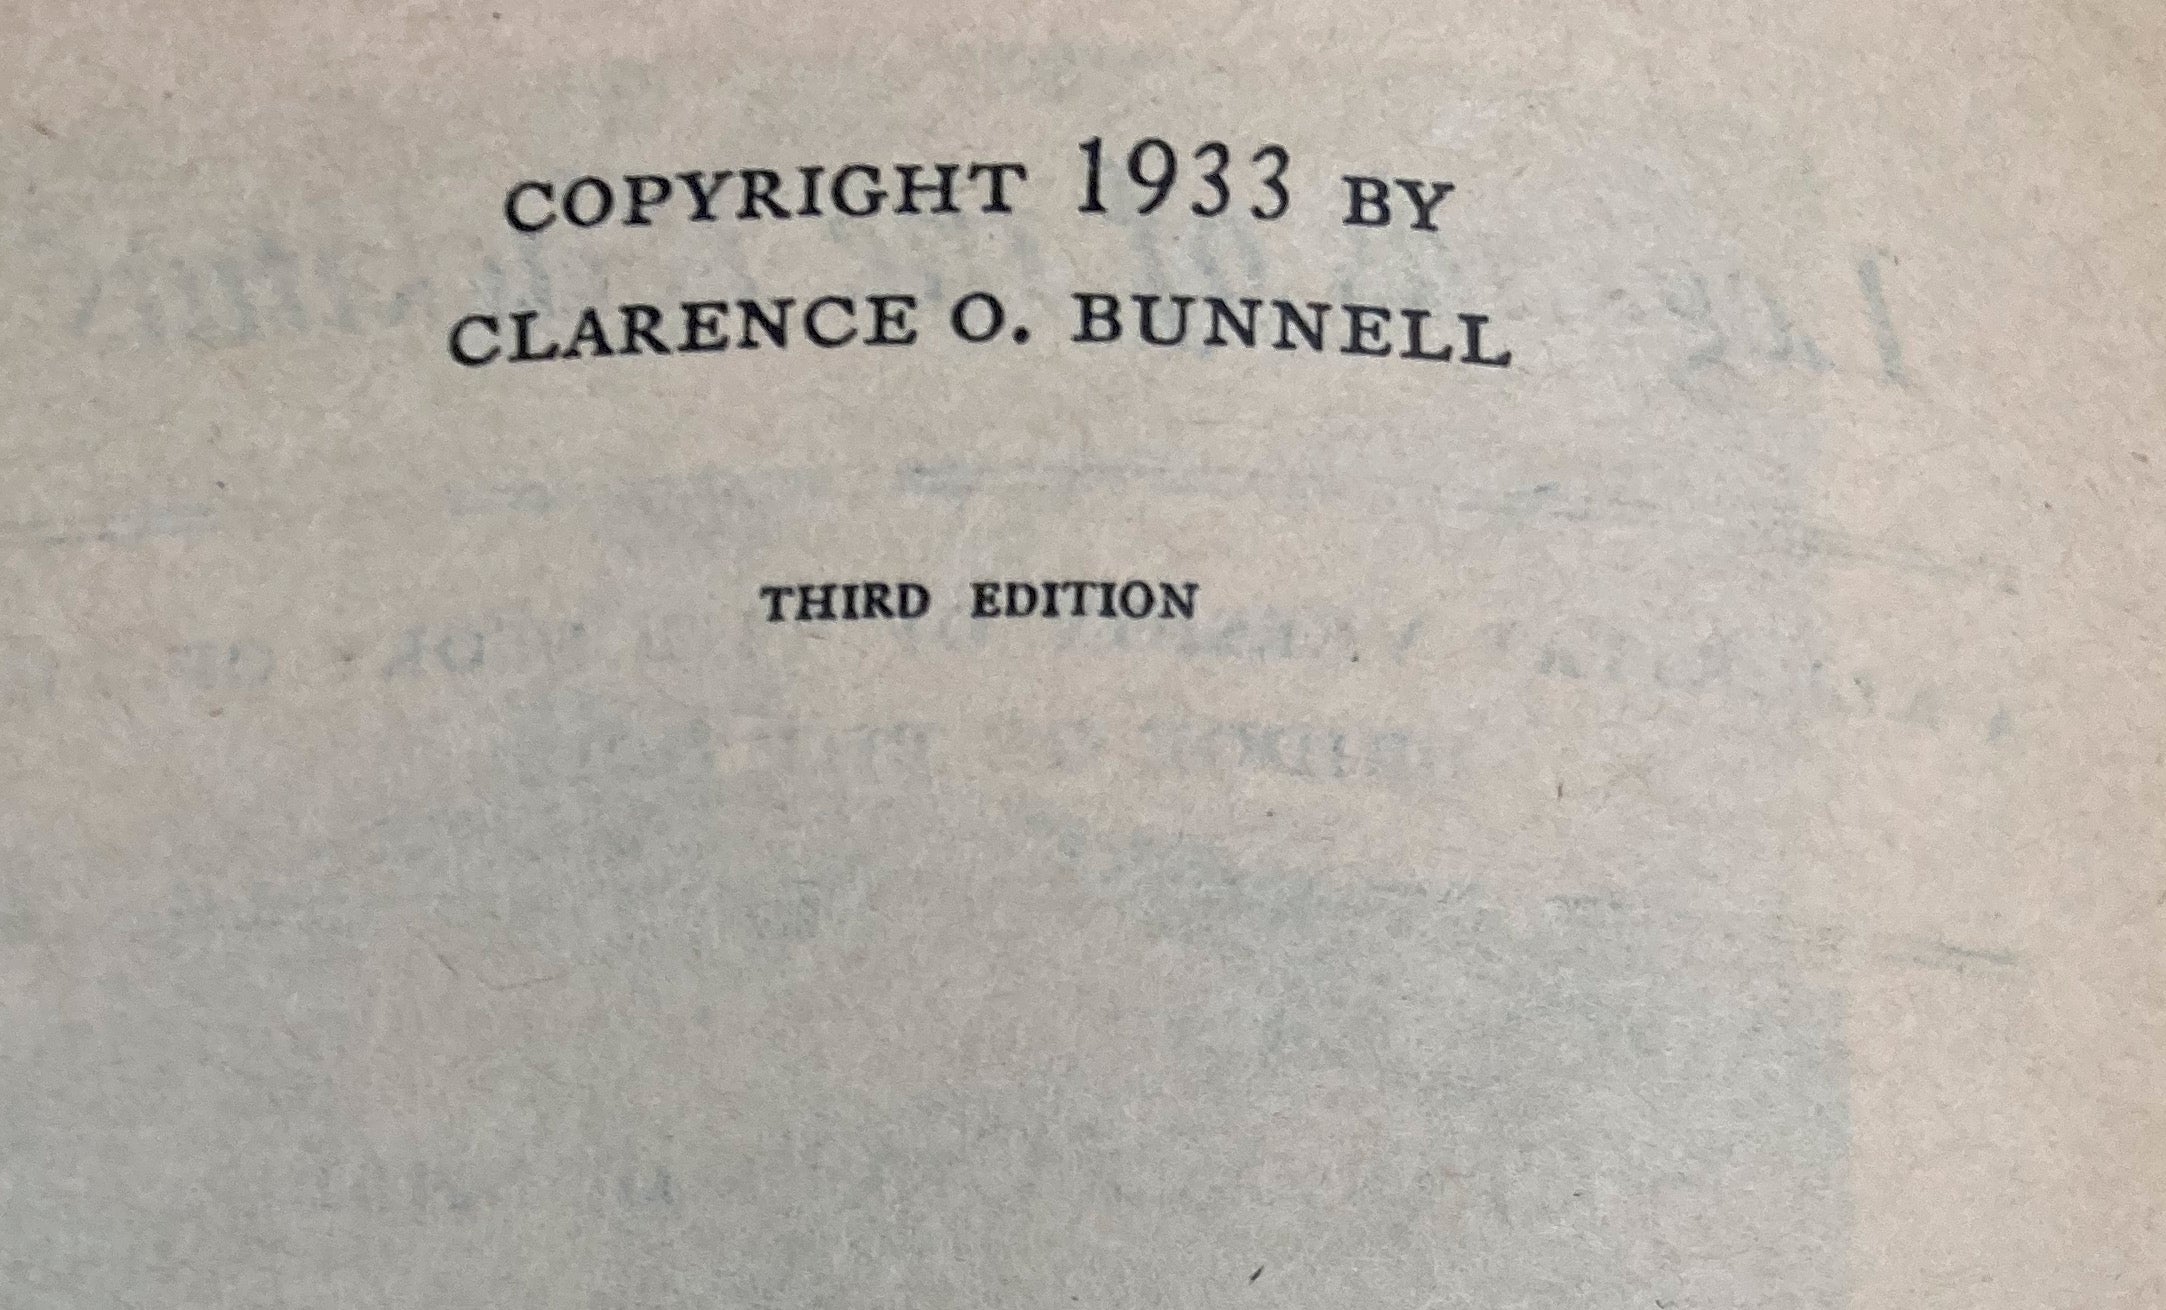 COPYRIGHT 1933 BY
CLARENCE O. BUNNELL
THIRD EDITION